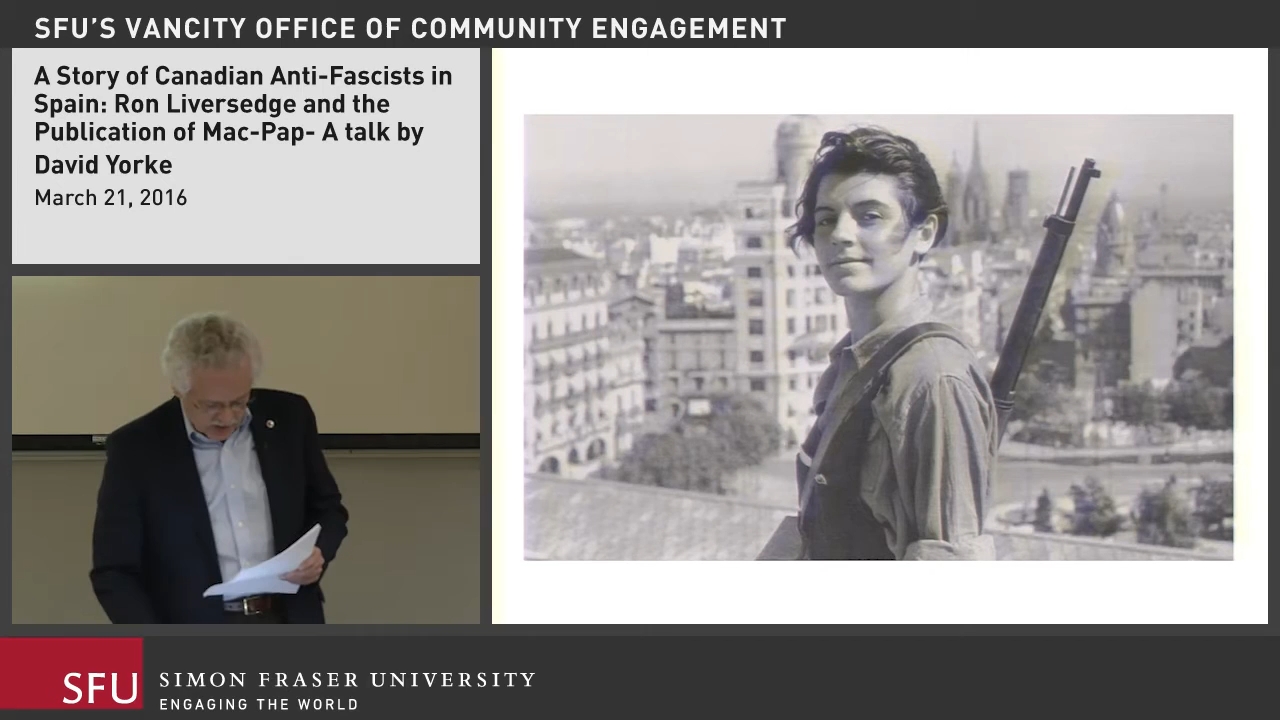 SFU'S VANCITY OFFICE OF COMMUNITY ENGAGEMENT
A Story of Canadian Anti-Fascists in
Spain: Ron Liversedge and the
Publication of Mac-Pap- A talk by
David Yorke
March 21, 2016
SFU
SIMON FRASER UNIVERSITY
ENGAGING THE WORLD